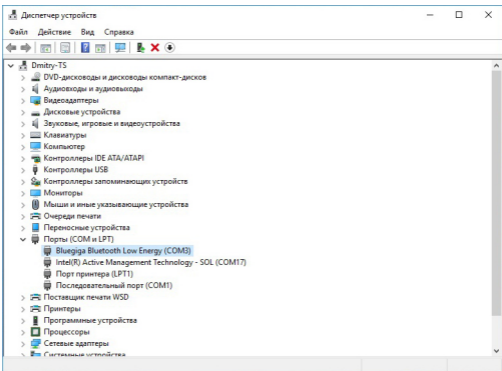 Диспетчер устройств
Файл Действие Вид Справка
Dmitry-TS
DVD-дисководы и дисководы компакт-дисков
Аудиовходы и аудиовыходы
Видеоадаптеры
Дисковые устройства
Звуковые, игровые и видеоустройства
Клавиатуры
Компьютер
Контроллеры IDE ATA/ATAPI
Контроллеры USB
Контроллеры запоминающих устройств
Мониторы
Мыши и иные указывающие устройства
Очереди печати
Переносные устройства
Порты (COM и LPT)
Bluegiga Bluetooth Low Energy (COM3)
Intel(R) Active Management Technology - SOL (COM17)
Порт принтера (LPT1)
Последовательный порт (COM1)
Поставщик печати WSD
Принтеры
Программные устройства
Процессоры
Сетевые адаптеры
Системные устройства